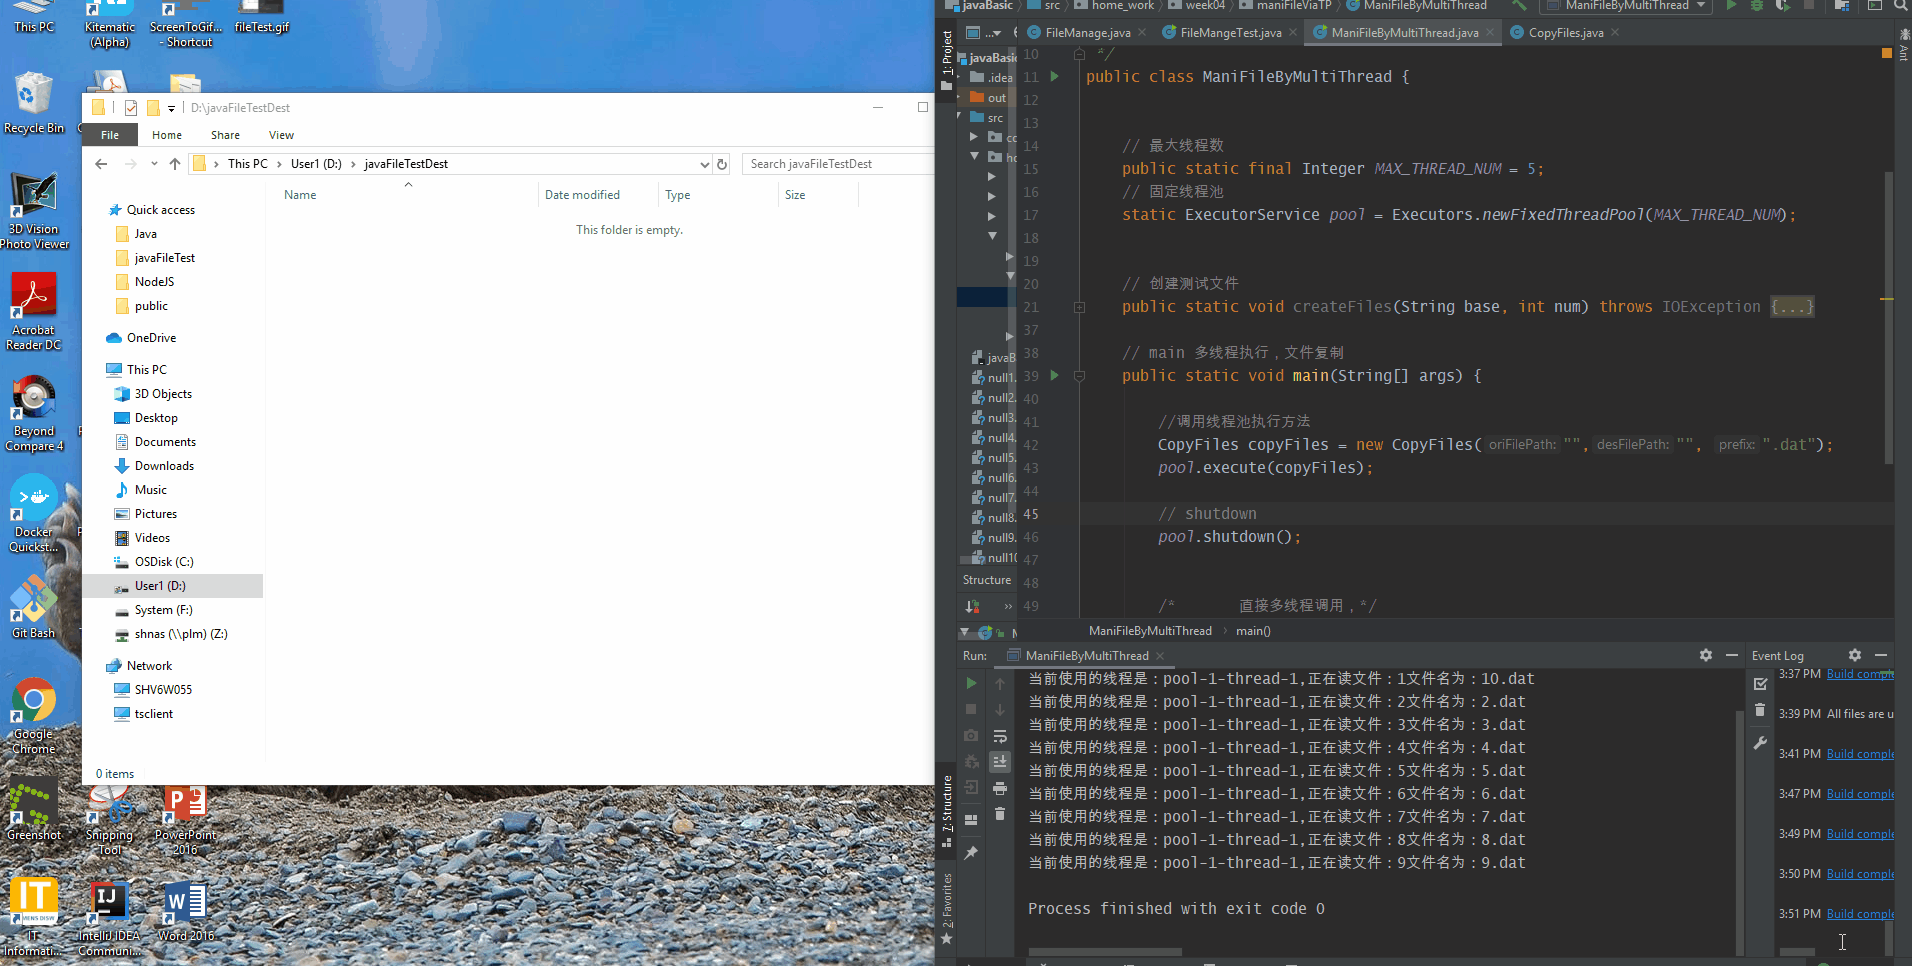 This PC
Kitematic
(Alpha)
ScreenToGif...
- Shortcut
fileTest.gif
Recycle Bin
3D Vision
Photo Viewer
Acrobat
Reader DC
Beyond
Compare 4
Docker
Quickst...
Git Bash
Google
Chrome
Greenshot
Snipping
Tool
PowerPoint
2016
IT
Informati...
IntelliJ IDEA
Communi...
Word 2016
D:\javaFileTestDest
File Home Share View
This PC > User1 (D:) > javaFileTestDest
Search javaFileTestDest
Name Date modified Type Size
This folder is empty.
Quick access
Java
javaFileTest
NodeJS
public
OneDrive
This PC
3D Objects
Desktop
Documents
Downloads
Music
Pictures
Videos
OSDisk (C:)
User1 (D:)
System (F:)
shnas (\\plm) (Z:)
Network
SHV6W055
tsclient
0 items
javaBasic src home_work week04 maniFileViaTP ManiFileByMultiThread
ManiFileByMultiThread
FileManage.java FileMangeTest.java ManiFileByMultiThread.java CopyFiles.java
1: Project
Ant
javaBasi
.idea
out
src
javaB
null1.
null2.
null3.
null4.
null5.
null6.
null7.
null8.
null9.
null10
Structure
10 */
11 public class ManiFileByMultiThread {
12
13
14 // 最大线程数
15 public static final Integer MAX_THREAD_NUM = 5;
16 // 固定线程池
17 static ExecutorService pool = Executors.newFixedThreadPool(MAX_THREAD_NUM);
18
19
20 // 创建测试文件
21 public static void createFiles(String base, int num) throws IOException {...}
37
38 // main 多线程执行，文件复制
39 public static void main(String[] args) {
40
41 //调用线程池执行方法
42 CopyFiles copyFiles = new CopyFiles( oriFilePath: "", desFilePath: "", prefix: ".dat");
43 pool.execute(copyFiles);
44
45 // shutdown
46 pool.shutdown();
47
48
49 /* 直接多线程调用，*/
ManiFileByMultiThread > main()
Run: ManiFileByMultiThread
当前使用的线程是：pool-1-thread-1,正在读文件：1文件名为：10.dat
当前使用的线程是：pool-1-thread-1,正在读文件：2文件名为：2.dat
当前使用的线程是：pool-1-thread-1,正在读文件：3文件名为：3.dat
当前使用的线程是：pool-1-thread-1,正在读文件：4文件名为：4.dat
当前使用的线程是：pool-1-thread-1,正在读文件：5文件名为：5.dat
当前使用的线程是：pool-1-thread-1,正在读文件：6文件名为：6.dat
当前使用的线程是：pool-1-thread-1,正在读文件：7文件名为：7.dat
当前使用的线程是：pool-1-thread-1,正在读文件：8文件名为：8.dat
当前使用的线程是：pool-1-thread-1,正在读文件：9文件名为：9.dat
Process finished with exit code 0
7: Structure
2: Favorites
Event Log
3:37 PM Build comple
3:39 PM All files are u
3:41 PM Build comple
3:47 PM Build comple
3:49 PM Build comple
3:50 PM Build comple
3:51 PM Build comple